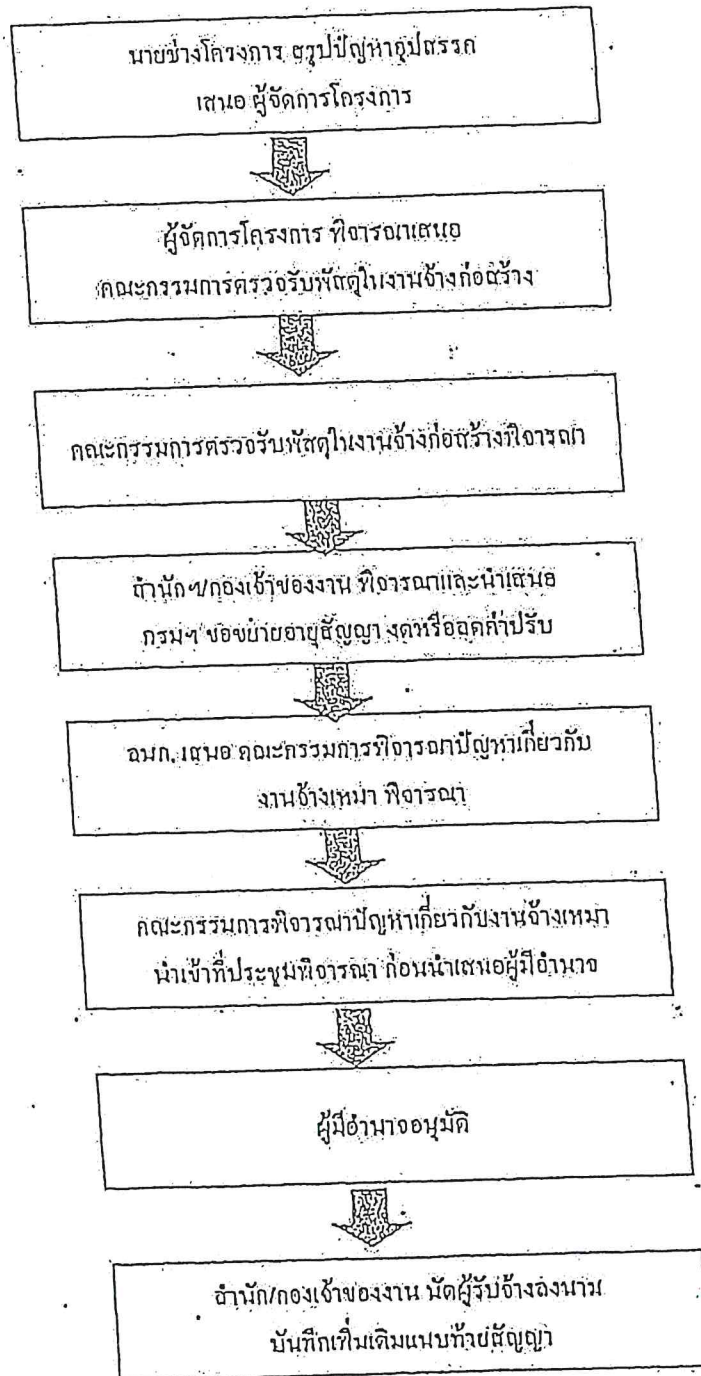 นายช่างโครงการ สรุปปัญหาอุปสรรค
เสนอ ผู้จัดการโครงการ
ผู้จัดการโครงการ พิจารณาเสนอ
คณะกรรมการตรวจรับพัสดุในงานจ้างก่อสร้าง
คณะกรรมการตรวจรับพัสดุในงานจ้างก่อสร้างพิจารณา
สำนักฯ/กองเจ้าของงาน พิจารณาและนำเสนอ
กรมฯ ขอขยายอายุสัญญา งดหรือลดค่าปรับ
อนก. เสนอ คณะกรรมการพิจารณาปัญหาเกี่ยวกับ
งานจ้างเหมา พิจารณา
คณะกรรมการพิจารณาปัญหาเกี่ยวกับงานจ้างเหมา
นำเข้าที่ประชุมพิจารณา ก่อนนำเสนอผู้มีอำนาจ
ผู้มีอำนาจอนุมัติ
สำนัก/กองเจ้าของงาน นัดผู้รับจ้างลงนาม
บันทึกเพิ่มเติมแนบท้ายสัญญา